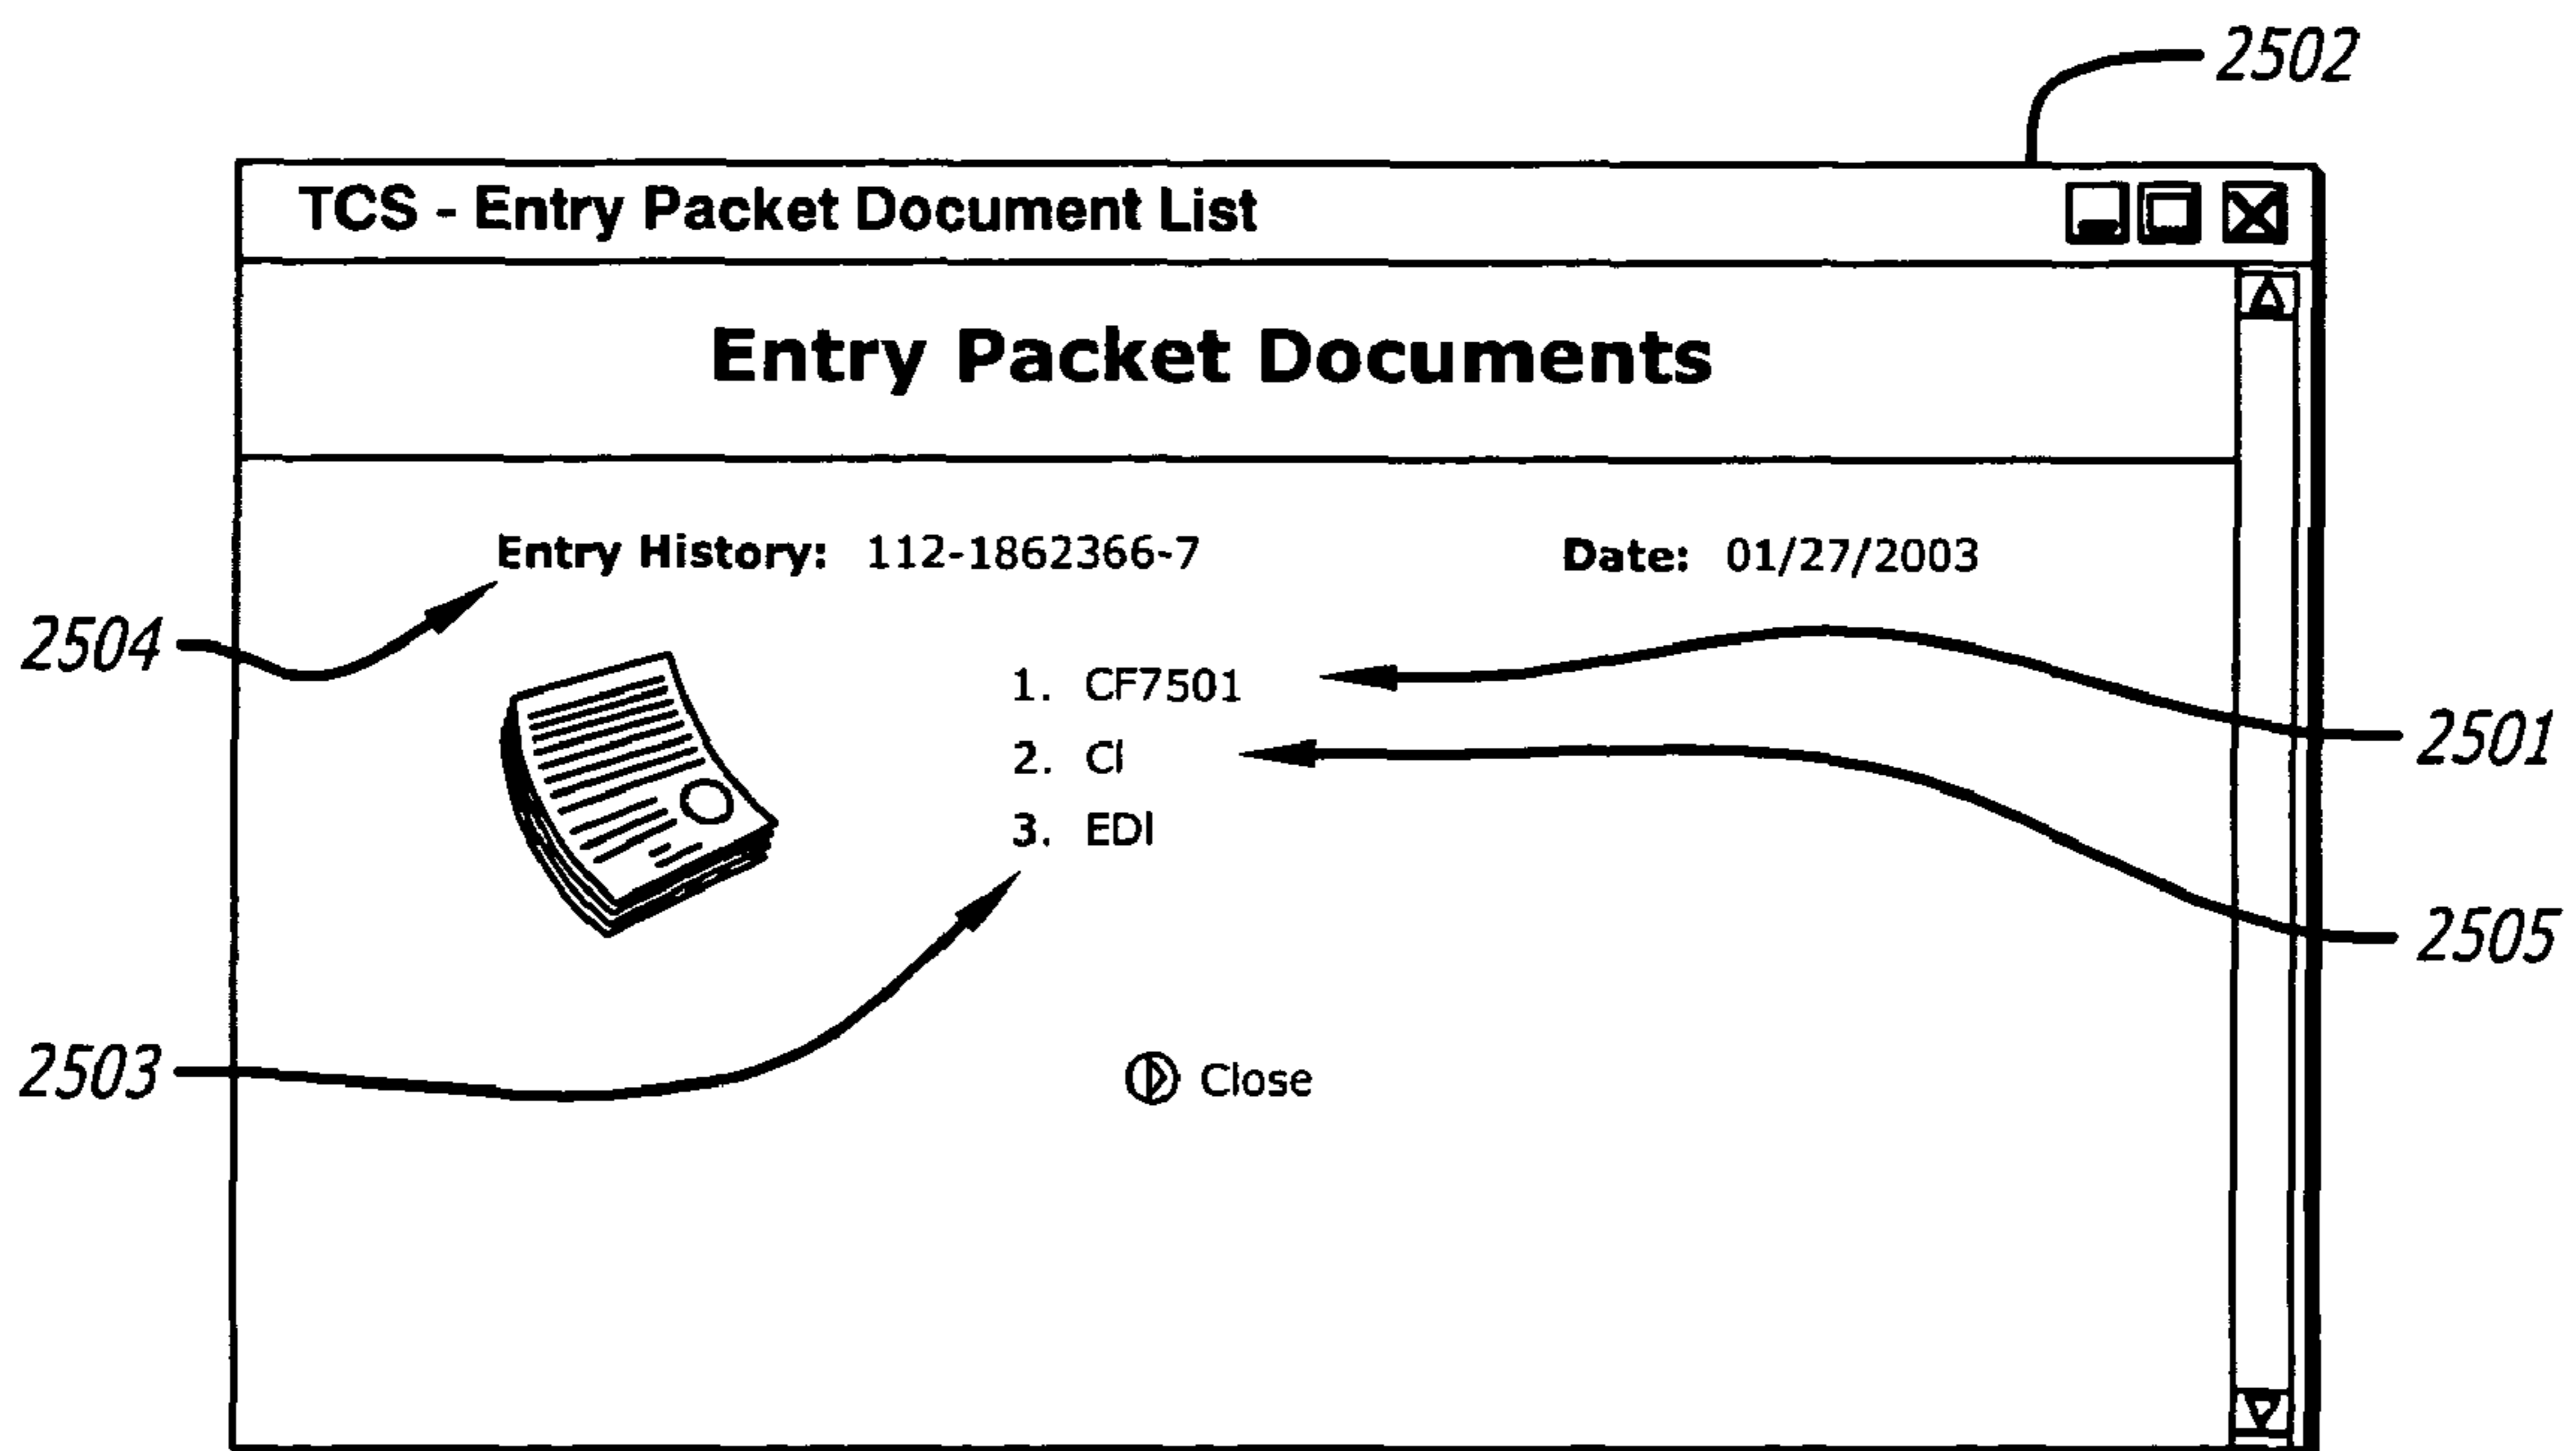 2502
TCS - Entry Packet Document List
Entry Packet Documents
Entry History: 112-1862366-7 Date: 01/27/2003
2504
1. CF7501
2501
2. CI
3. EDI
2505
2503
Close